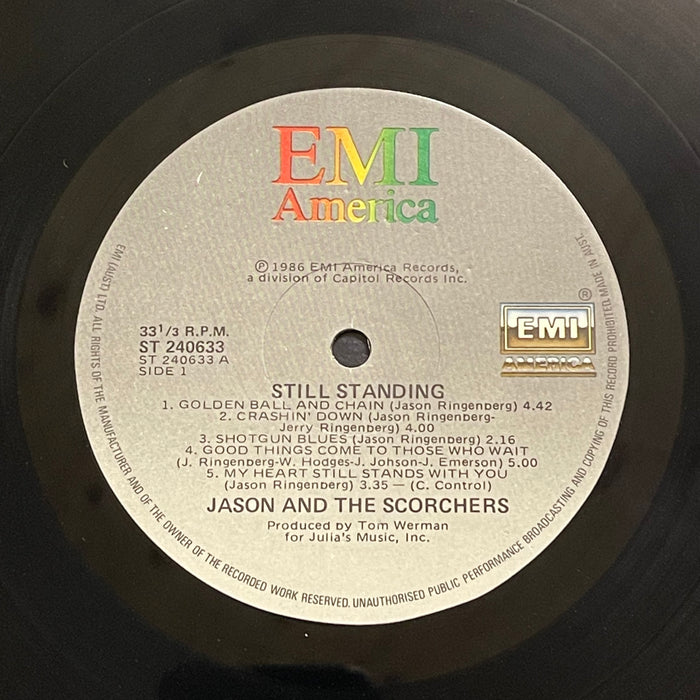 EMI
America
Ⓟ 1986 EMI America Records,
a division of Capitol Records Inc.
33 1/3 R.P.M.
ST 240633
ST 240633 A
SIDE 1
®
EMI
AMERICA
STILL STANDING
1. GOLDEN BALL AND CHAIN (Jason Ringenberg) 4.42
2. CRASHIN' DOWN (Jason Ringenberg-
Jerry Ringenberg) 4.00
3. SHOTGUN BLUES (Jason Ringenberg) 2.16
4. GOOD THINGS COME TO THOSE WHO WAIT
(J. Ringenberg-W. Hodges-J. Johson-J. Emerson) 5.00
5. MY HEART STILL STANDS WITH YOU
(Jason Ringenberg) 3.35 — (C. Control)
JASON AND THE SCORCHERS
Produced by Tom Werman
for Julia's Music, Inc.
EMI (AUST.) LTD. ALL RIGHTS OF THE MANUFACTURER AND OF THE OWNER OF THE RECORDED WORK RESERVED. UNAUTHORISED PUBLIC PERFORMANCE BROADCASTING AND COPYING OF THIS RECORD PROHIBITED. MADE IN AUST.